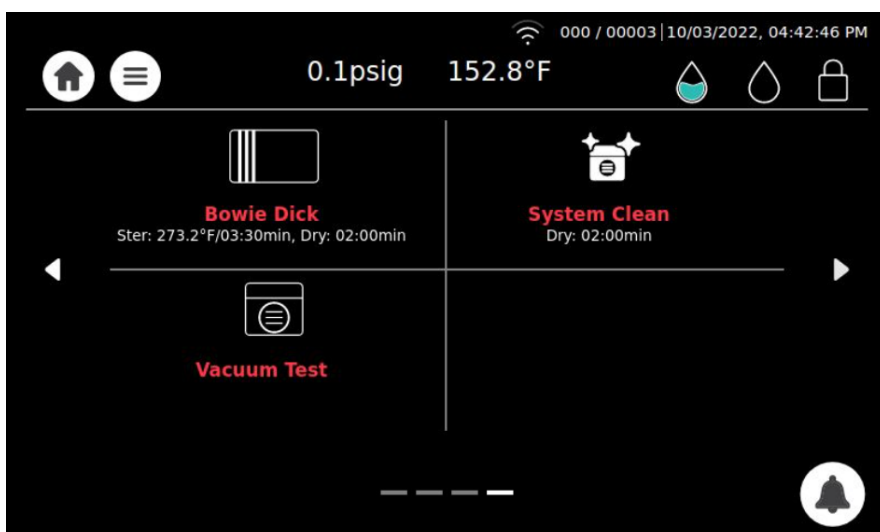 000 / 00003|10/03/2022, 04:42:46 PM
0.1psig 152.8°F
Bowie Dick
Ster: 273.2°F/03:30min, Dry: 02:00min
System Clean
Dry: 02:00min
Vacuum Test